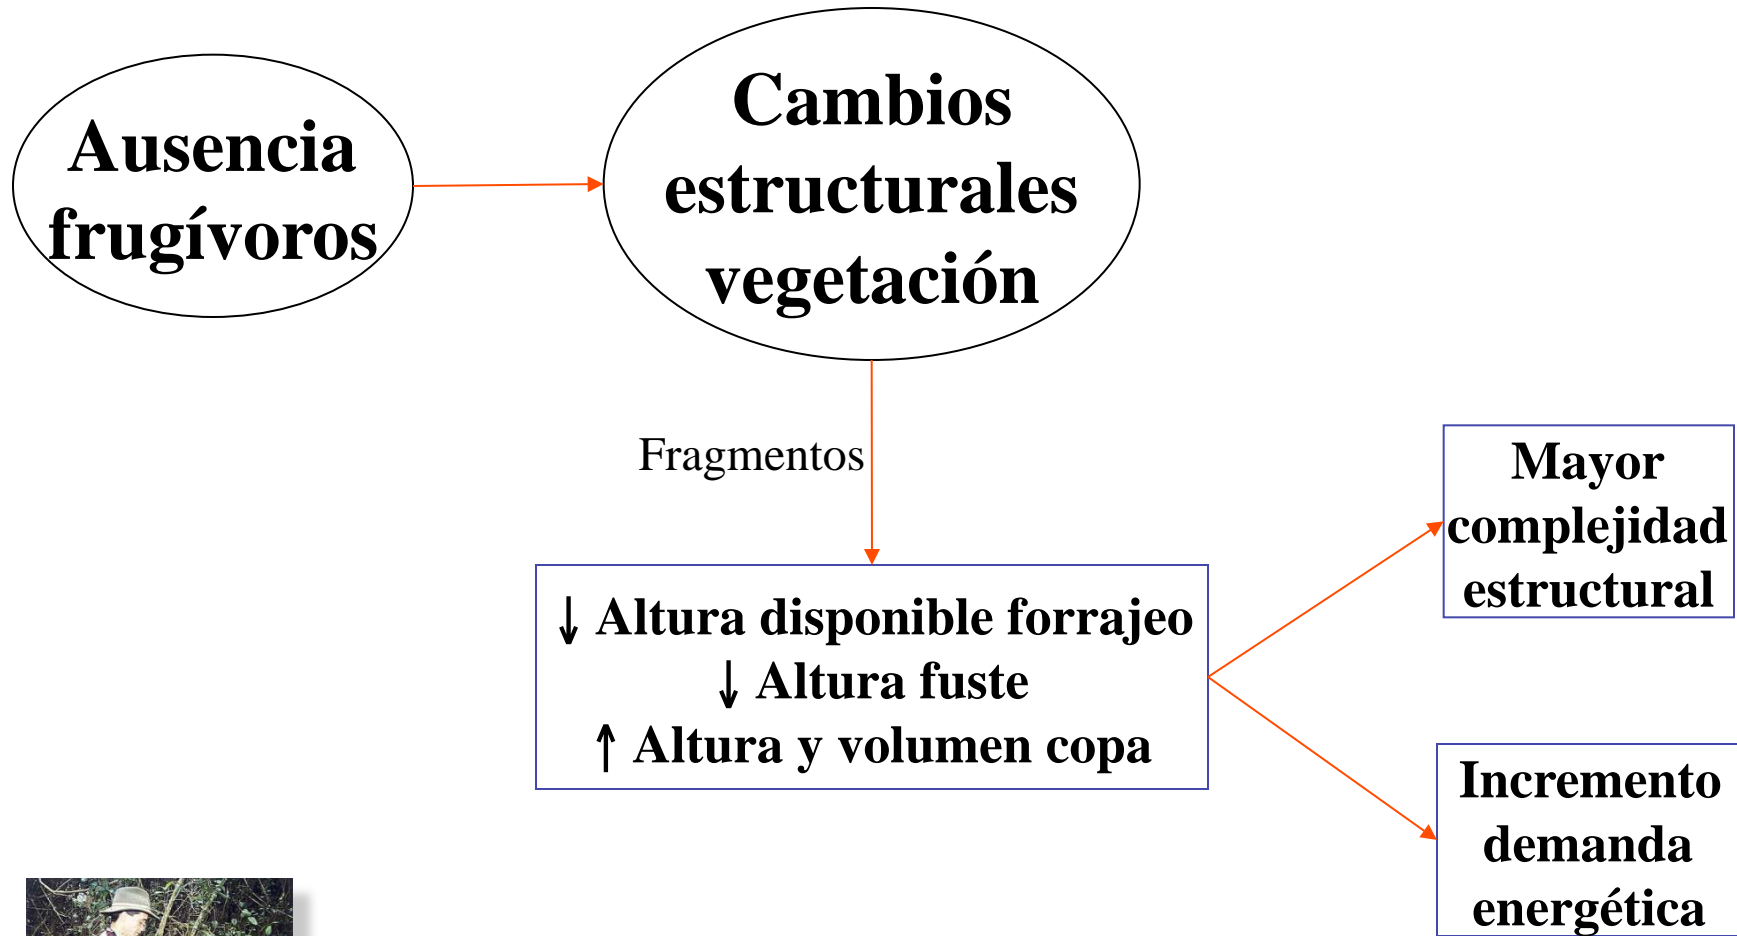 Ausencia
frugívoros
Cambios
estructurales
vegetación
Fragmentos
↓ Altura disponible forrajeo
↓ Altura fuste
↑ Altura y volumen copa
Mayor
complejidad
estructural
Incremento
demanda
energética